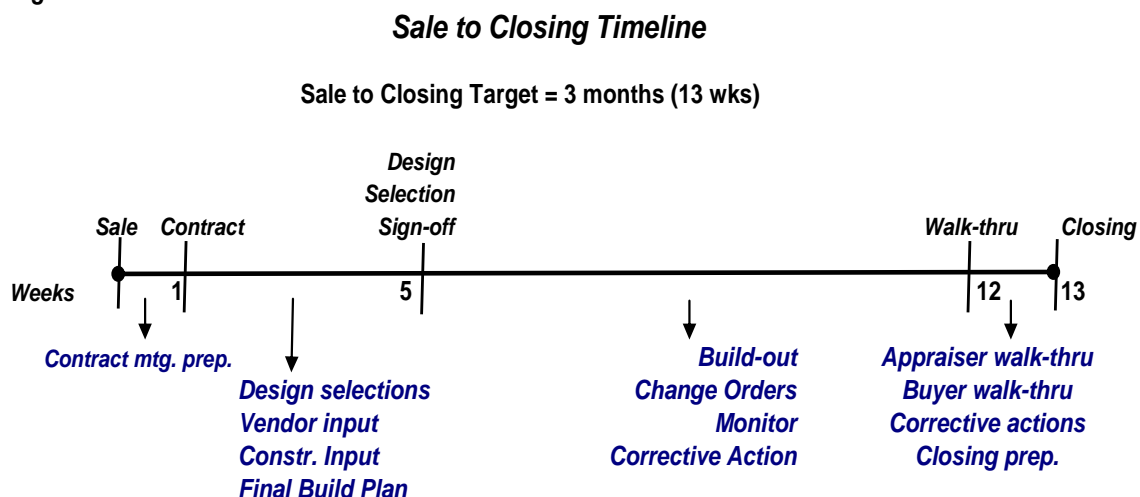 Sale to Closing Timeline
Sale to Closing Target = 3 months (13 wks)
Design
Selection
Sale Contract Sign-off Walk-thru Closing
Weeks 1 5 12 13
Contract mtg. prep.
Design selections
Vendor input
Constr. Input
Final Build Plan
Build-out
Change Orders
Monitor
Corrective Action
Appraiser walk-thru
Buyer walk-thru
Corrective actions
Closing prep.